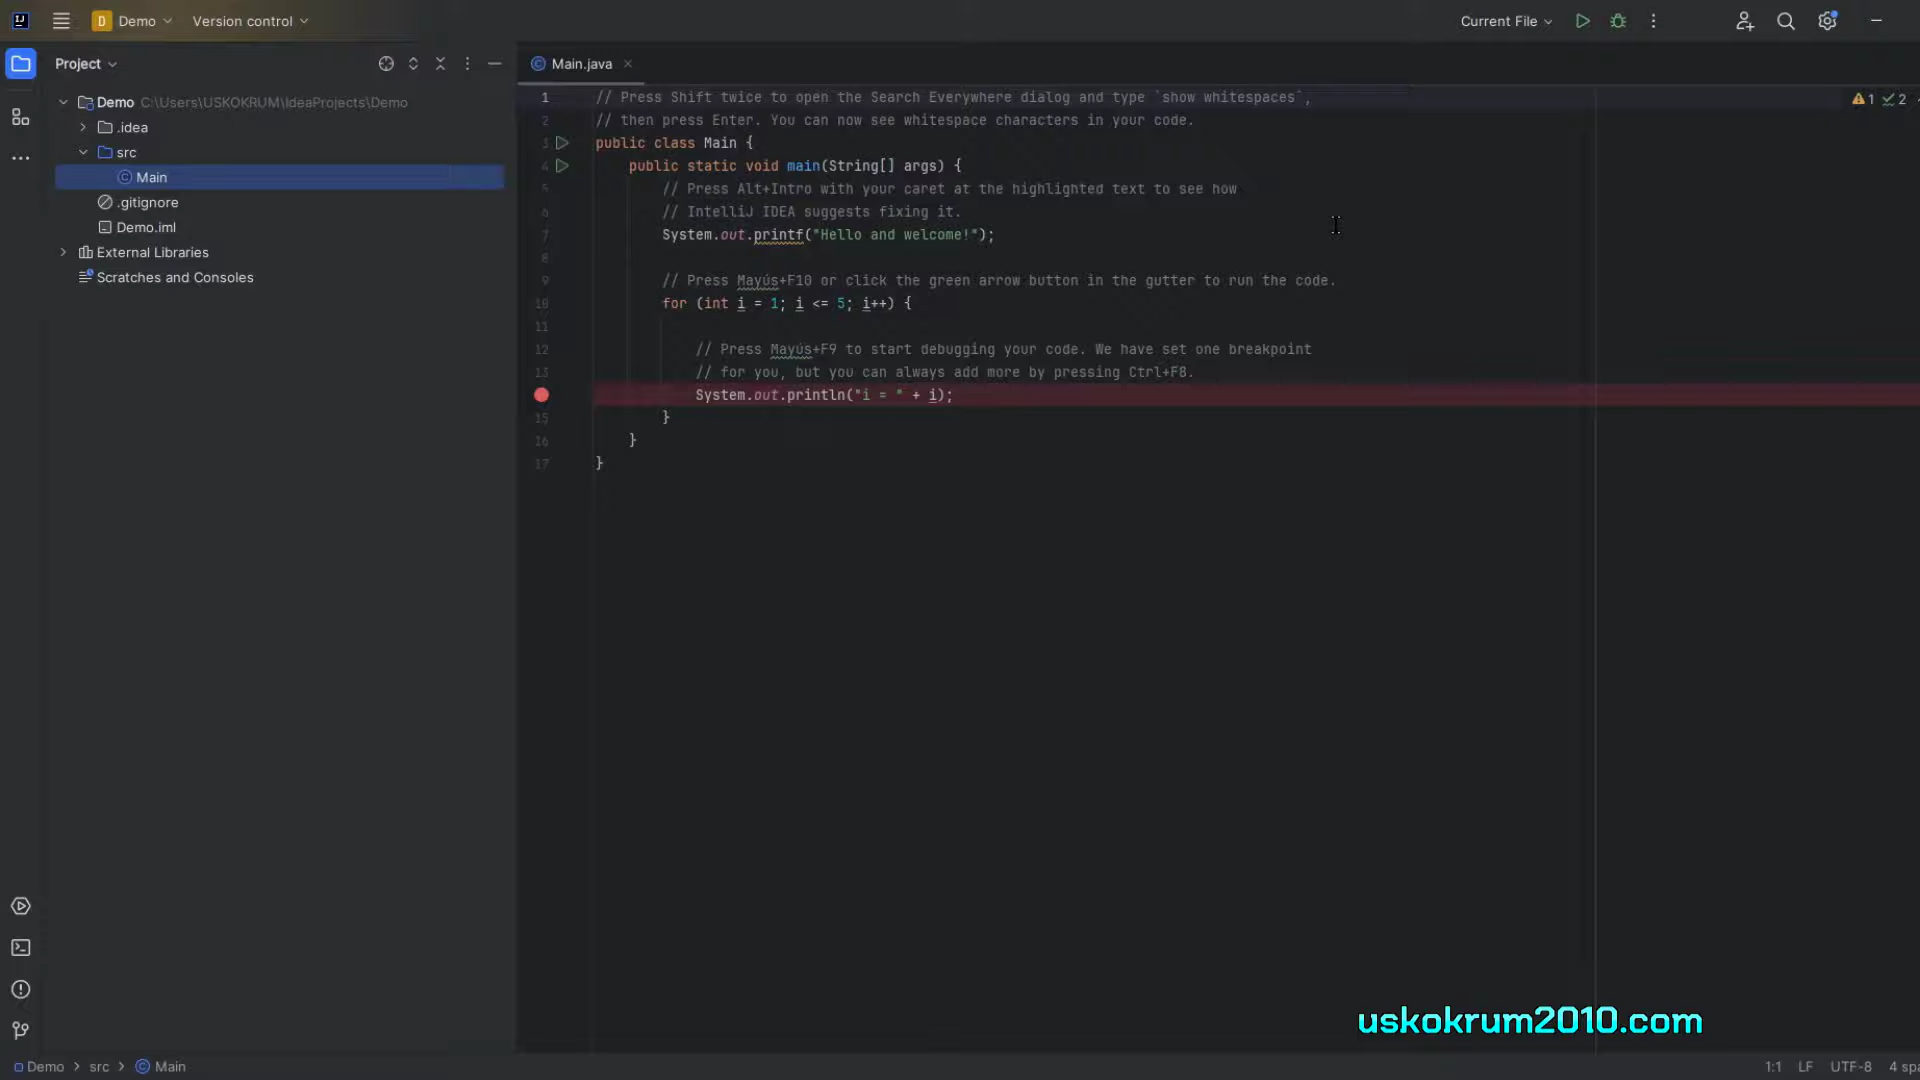 IJ
D Demo Version control Current File
Project
Main.java
Demo C:\Users\USKOKRUM\IdeaProjects\Demo
.idea
src
Main
.gitignore
Demo.iml
External Libraries
Scratches and Consoles
1 // Press Shift twice to open the Search Everywhere dialog and type `show whitespaces`,
2 // then press Enter. You can now see whitespace characters in your code.
3 public class Main {
4 public static void main(String[] args) {
5 // Press Alt+Intro with your caret at the highlighted text to see how
6 // IntelliJ IDEA suggests fixing it.
7 System.out.printf("Hello and welcome!");
8
9 // Press Mayús+F10 or click the green arrow button in the gutter to run the code.
10 for (int i = 1; i <= 5; i++) {
11
12 // Press Mayús+F9 to start debugging your code. We have set one breakpoint
13 // for you, but you can always add more by pressing Ctrl+F8.
System.out.println("i = " + i);
15 }
16 }
17 }
1 2
uskokrum2010.com
Demo > src > Main
1:1 LF UTF-8 4 spa